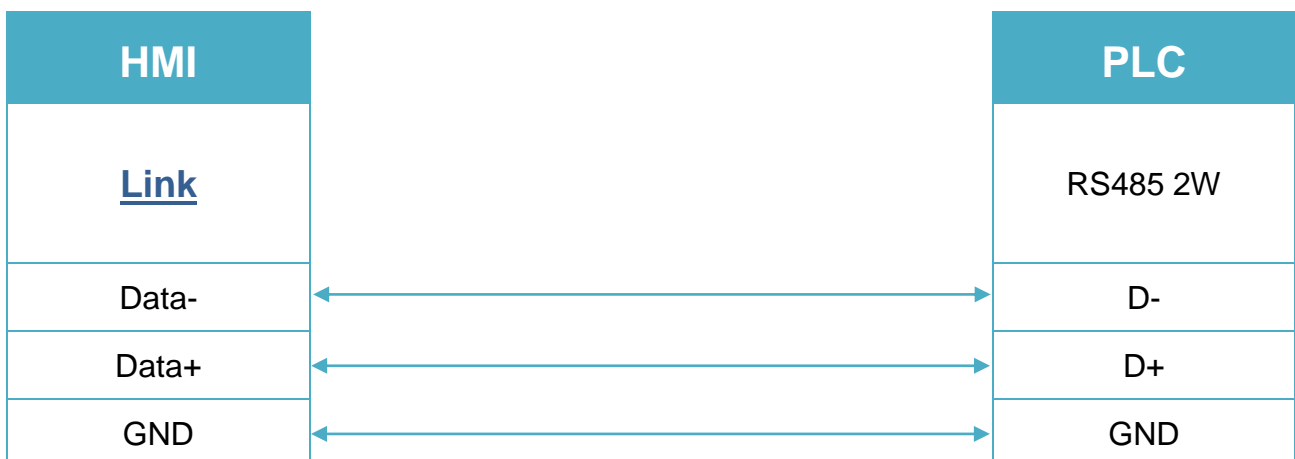 HMI PLC
Link RS485 2W
Data- D-
Data+ D+
GND GND